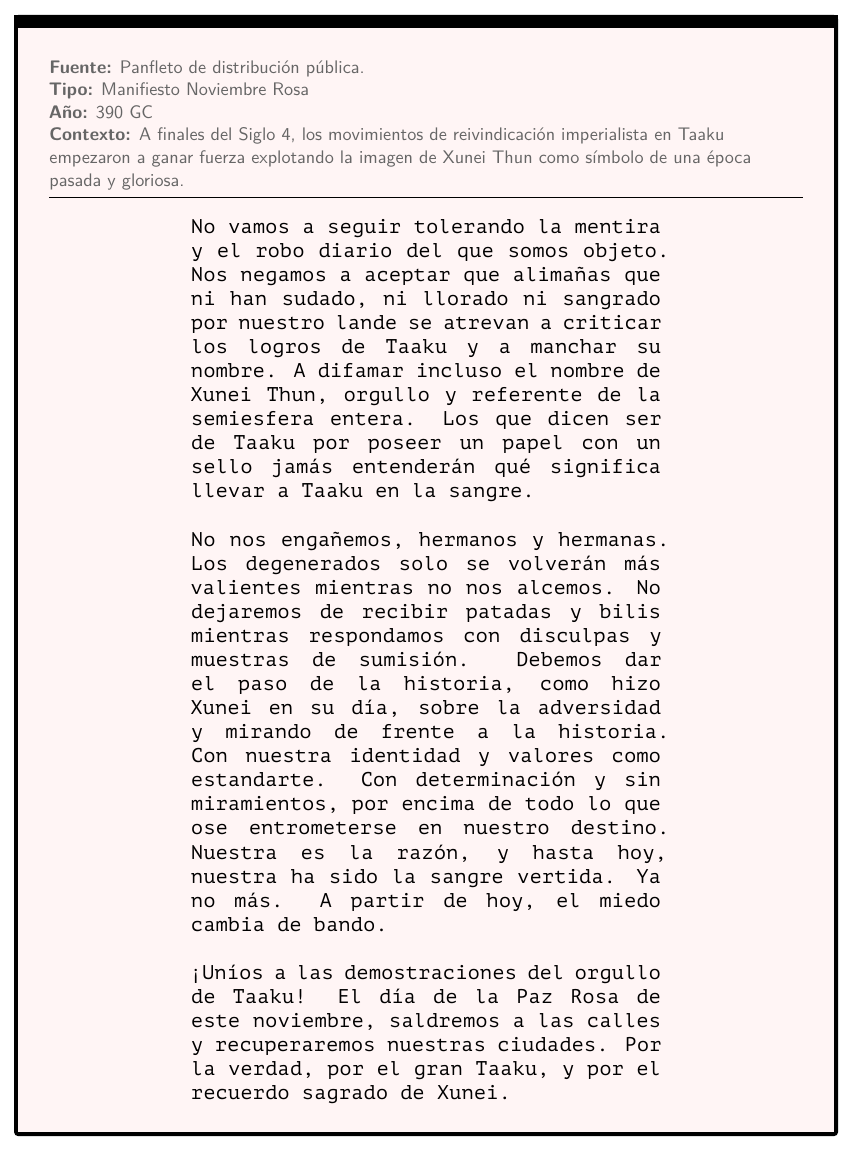 Fuente: Panfleto de distribución pública.
Tipo: Manifiesto Noviembre Rosa
Año: 390 GC
Contexto: A finales del Siglo 4, los movimientos de reivindicación imperialista en Taaku
empezaron a ganar fuerza explotando la imagen de Xunei Thun como símbolo de una época
pasada y gloriosa.
No vamos a seguir tolerando la mentira
y el robo diario del que somos objeto.
Nos negamos a aceptar que alimañas que
ni han sudado, ni llorado ni sangrado
por nuestro lande se atrevan a criticar
los logros de Taaku y a manchar su
nombre. A difamar incluso el nombre de
Xunei Thun, orgullo y referente de la
semiesfera entera. Los que dicen ser
de Taaku por poseer un papel con un
sello jamás entenderán qué significa
llevar a Taaku en la sangre.
No nos engañemos, hermanos y hermanas.
Los degenerados solo se volverán más
valientes mientras no nos alcemos. No
dejaremos de recibir patadas y bilis
mientras respondamos con disculpas y
muestras de sumisión. Debemos dar
el paso de la historia, como hizo
Xunei en su día, sobre la adversidad
y mirando de frente a la historia.
Con nuestra identidad y valores como
estandarte. Con determinación y sin
miramientos, por encima de todo lo que
ose entrometerse en nuestro destino.
Nuestra es la razón, y hasta hoy,
nuestra ha sido la sangre vertida. Ya
no más. A partir de hoy, el miedo
cambia de bando.
¡Uníos a las demostraciones del orgullo
de Taaku! El día de la Paz Rosa de
este noviembre, saldremos a las calles
y recuperaremos nuestras ciudades. Por
la verdad, por el gran Taaku, y por el
recuerdo sagrado de Xunei.